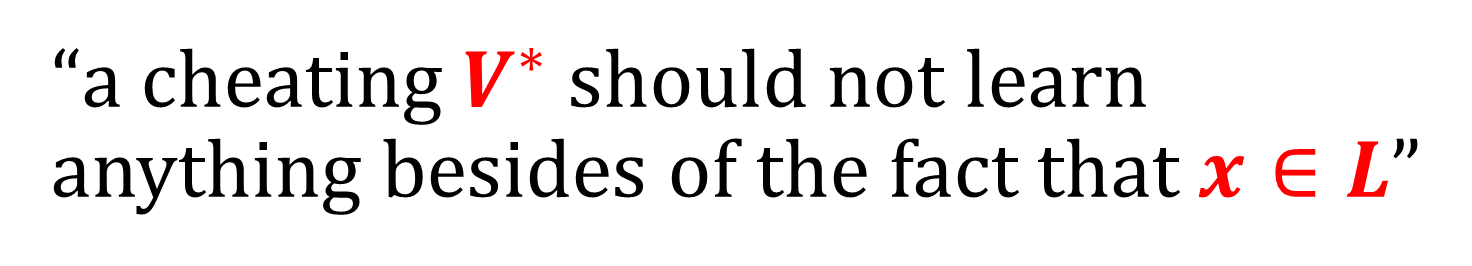 “a cheating V* should not learn
anything besides of the fact that x ∈ L”